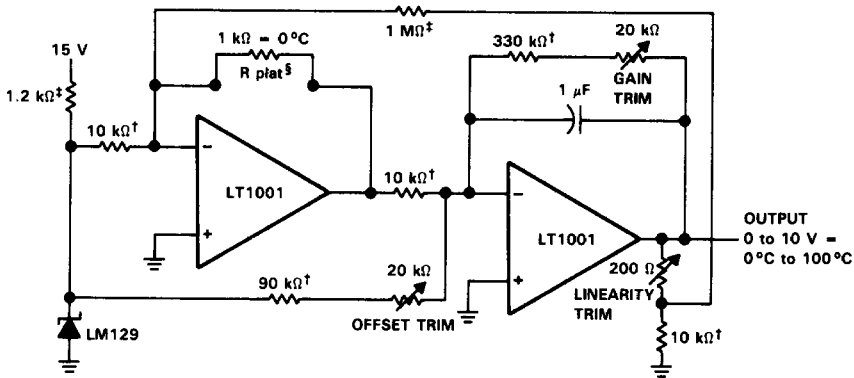 1 MΩ‡
15 V
1.2 kΩ‡
1 kΩ = 0°C
R plat§
330 kΩ†
20 kΩ
GAIN
TRIM
1 μF
10 kΩ†
−
LT1001
+
10 kΩ†
−
LT1001
+
OUTPUT
0 to 10 V =
0°C to 100°C
90 kΩ†
20 kΩ
OFFSET TRIM
200 Ω
LINEARITY
TRIM
10 kΩ†
LM129